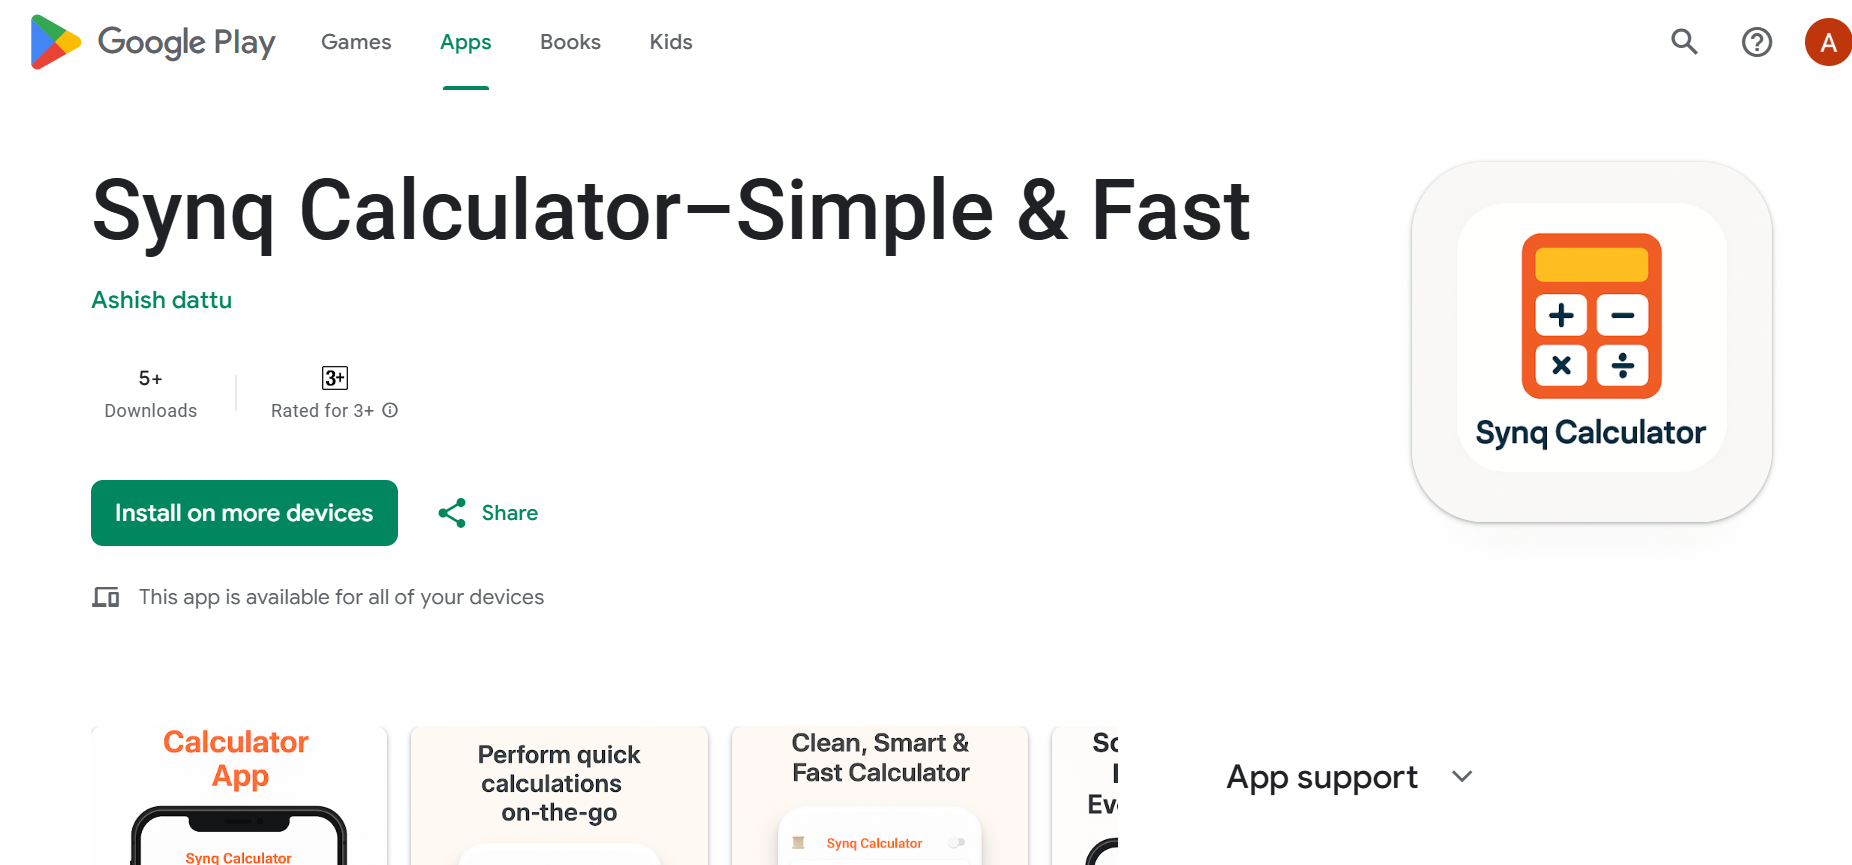 Google Play Games Apps Books Kids A
Synq Calculator–Simple & Fast
Ashish dattu
5+
Downloads
3+
Rated for 3+
Install on more devices
Share
This app is available for all of your devices
Synq Calculator
Calculator
App
Synq Calculator
Perform quick
calculations
on-the-go
Clean, Smart &
Fast Calculator
Synq Calculator
App support